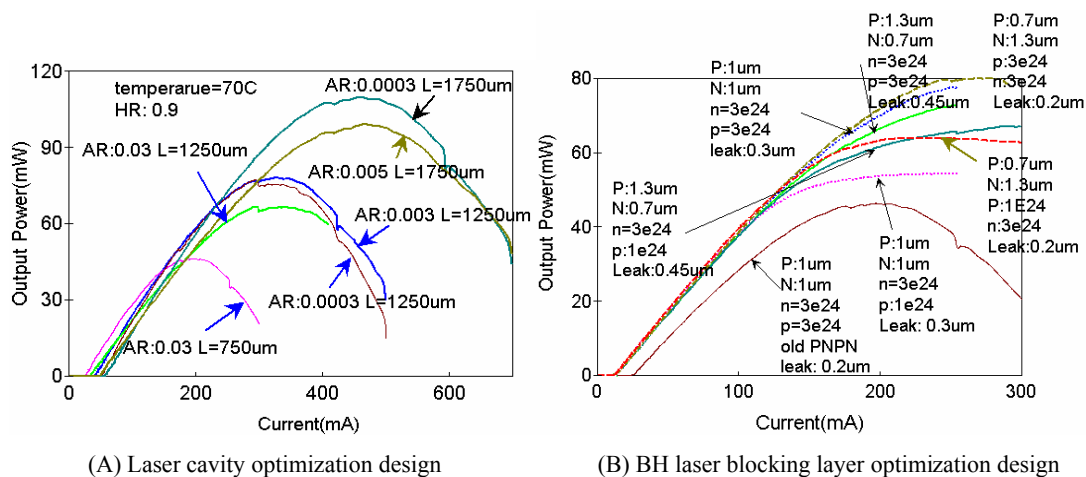 120
90
60
30
0
Output Power(mW)
temperarue=70C
HR: 0.9
AR:0.0003 L=1750um
AR:0.03 L=1250um
AR:0.005 L=1750um
AR:0.003 L=1250um
AR:0.0003 L=1250um
AR:0.03 L=750um
0 200 400 600
Current(mA)
(A) Laser cavity optimization design
80
60
40
20
0
Output Power(mW)
P:1um
N:1um
n=3e24
p=3e24
leak:0.3um
P:1.3um
N:0.7um
n=3e24
p=3e24
Leak:0.45um
P:0.7um
N:1.3um
p:3e24
n:3e24
Leak:0.2um
P:1.3um
N:0.7um
n=3e24
p:1e24
Leak:0.45um
P:0.7um
N:1.3um
P:1E24
n:3e24
Leak:0.2um
P:1um
N:1um
n=3e24
p=3e24
old PNPN
leak: 0.2um
P:1um
N:1um
n=3e24
p:1e24
Leak: 0.3um
0 100 200 300
Current(mA)
(B) BH laser blocking layer optimization design